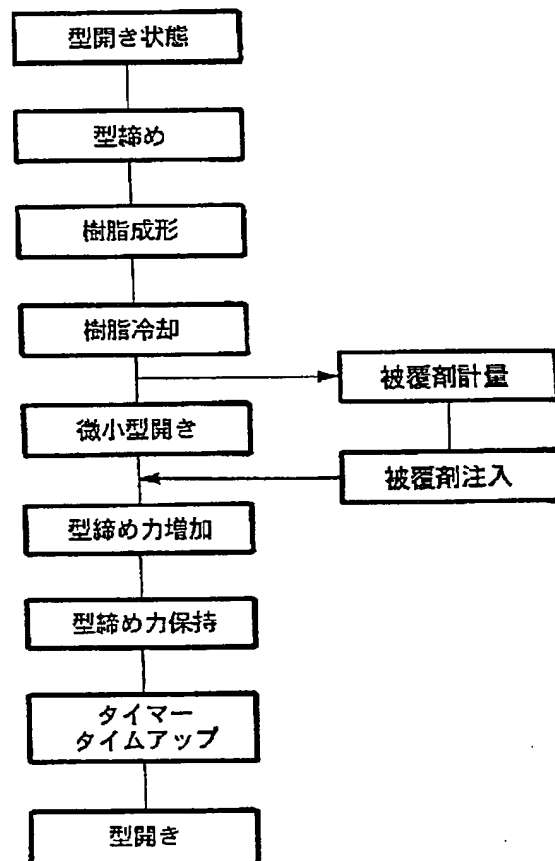 型開き状態
型締め
樹脂成形
樹脂冷却
被覆剤計量
微小型開き
被覆剤注入
型締め力増加
型締め力保持
タイマー
タイムアップ
型開き